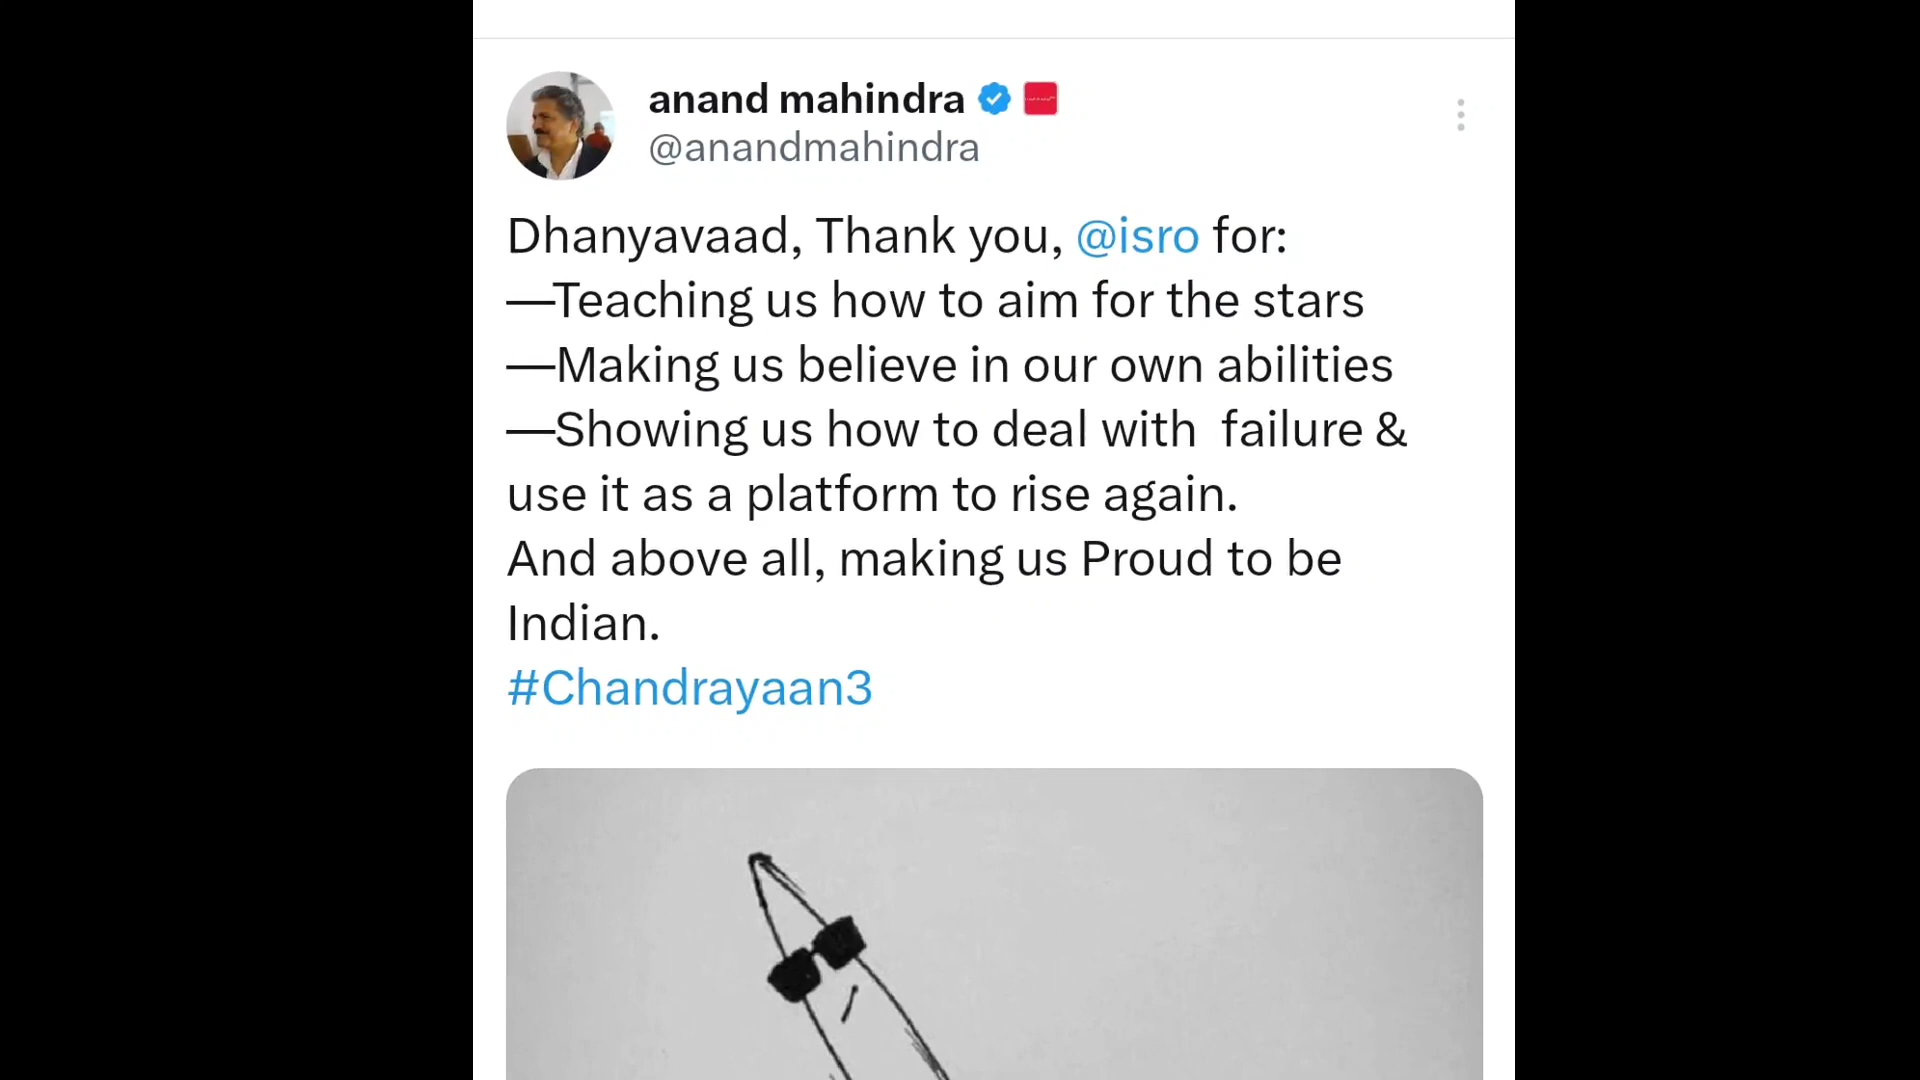 anand mahindra
@anandmahindra
Dhanyavaad, Thank you, @isro for:
—Teaching us how to aim for the stars
—Making us believe in our own abilities
—Showing us how to deal with  failure &
use it as a platform to rise again.
And above all, making us Proud to be
Indian.
#Chandrayaan3